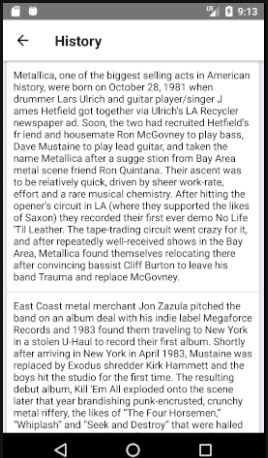 9:13
History
Metallica, one of the biggest selling acts in American
history, were born on October 28, 1981 when
drummer Lars Ulrich and guitar player/singer J
ames Hetfield got together via Ulrich's LA Recycler
newspaper ad. Soon, the two had recruited Hetfield's
fr iend and housemate Ron McGovney to play bass,
Dave Mustaine to play lead guitar, and taken the
name Metallica after a sugge stion from Bay Area
metal scene friend Ron Quintana. Their ascent was
to be relatively quick, driven by sheer work-rate,
effort and a rare musical chemistry. After hitting the
opener's circuit in LA (where they supported the likes
of Saxon) they recorded their first ever demo No Life
'Til Leather. The tape-trading circuit went crazy for it,
and after repeatedly well-received shows in the Bay
Area, Metallica found themselves relocating there
after convincing bassist Cliff Burton to leave his
band Trauma and replace McGovney.
East Coast metal merchant Jon Zazula pitched the
band on an album deal with his indie label Megaforce
Records and 1983 found them traveling to New York
in a stolen U-Haul to record their first album. Shortly
after arriving in New York in April 1983, Mustaine was
replaced by Exodus shredder Kirk Hammett and the
boys hit the studio for the first time. The resulting
debut album, Kill 'Em All exploded onto the scene
later that year brandishing punk-encrusted, crunchy
metal riffery, the likes of "The Four Horsemen,"
"Whiplash" and "Seek and Destroy" that were hailed